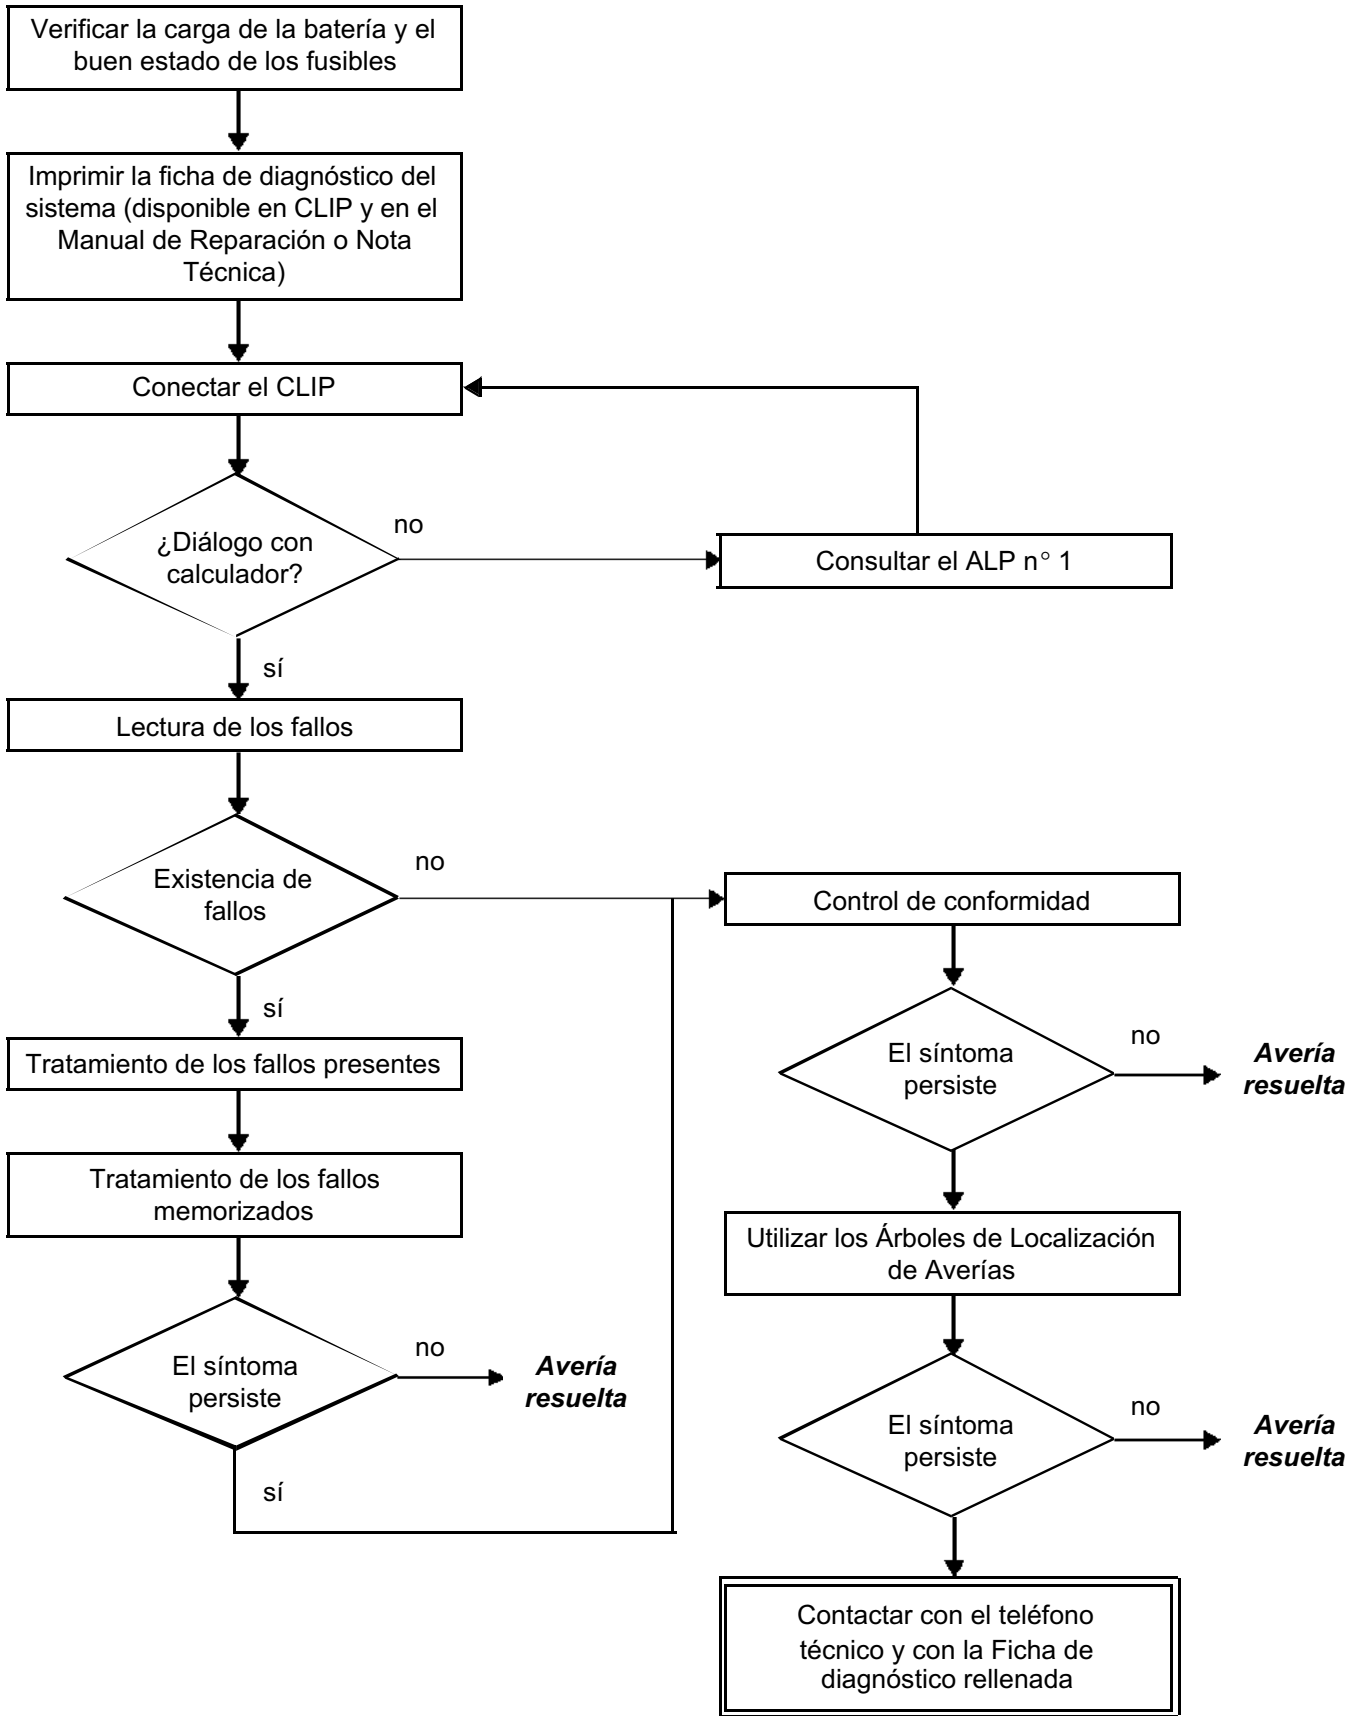 Verificar la carga de la batería y el
buen estado de los fusibles
Imprimir la ficha de diagnóstico del
sistema (disponible en CLIP y en el
Manual de Reparación o Nota
Técnica)
Conectar el CLIP
¿Diálogo con
calculador?
no
Consultar el ALP n° 1
sí
Lectura de los fallos
Existencia de
fallos
no
Control de conformidad
sí
Tratamiento de los fallos presentes
Tratamiento de los fallos
memorizados
El síntoma
persiste
no
Avería
resuelta
sí
El síntoma
persiste
no
Avería
resuelta
Utilizar los Árboles de Localización
de Averías
El síntoma
persiste
no
Avería
resuelta
Contactar con el teléfono
técnico y con la Ficha de
diagnóstico rellenada